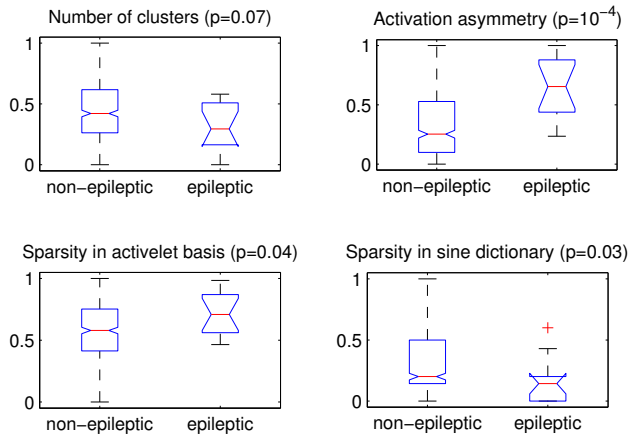 Number of clusters (p=0.07)
1
0.5
0
non−epileptic epileptic
Activation asymmetry (p=10⁻⁴)
1
0.5
0
non−epileptic epileptic
Sparsity in activelet basis (p=0.04)
1
0.5
0
non−epileptic epileptic
Sparsity in sine dictionary (p=0.03)
1
0.5
0
non−epileptic epileptic